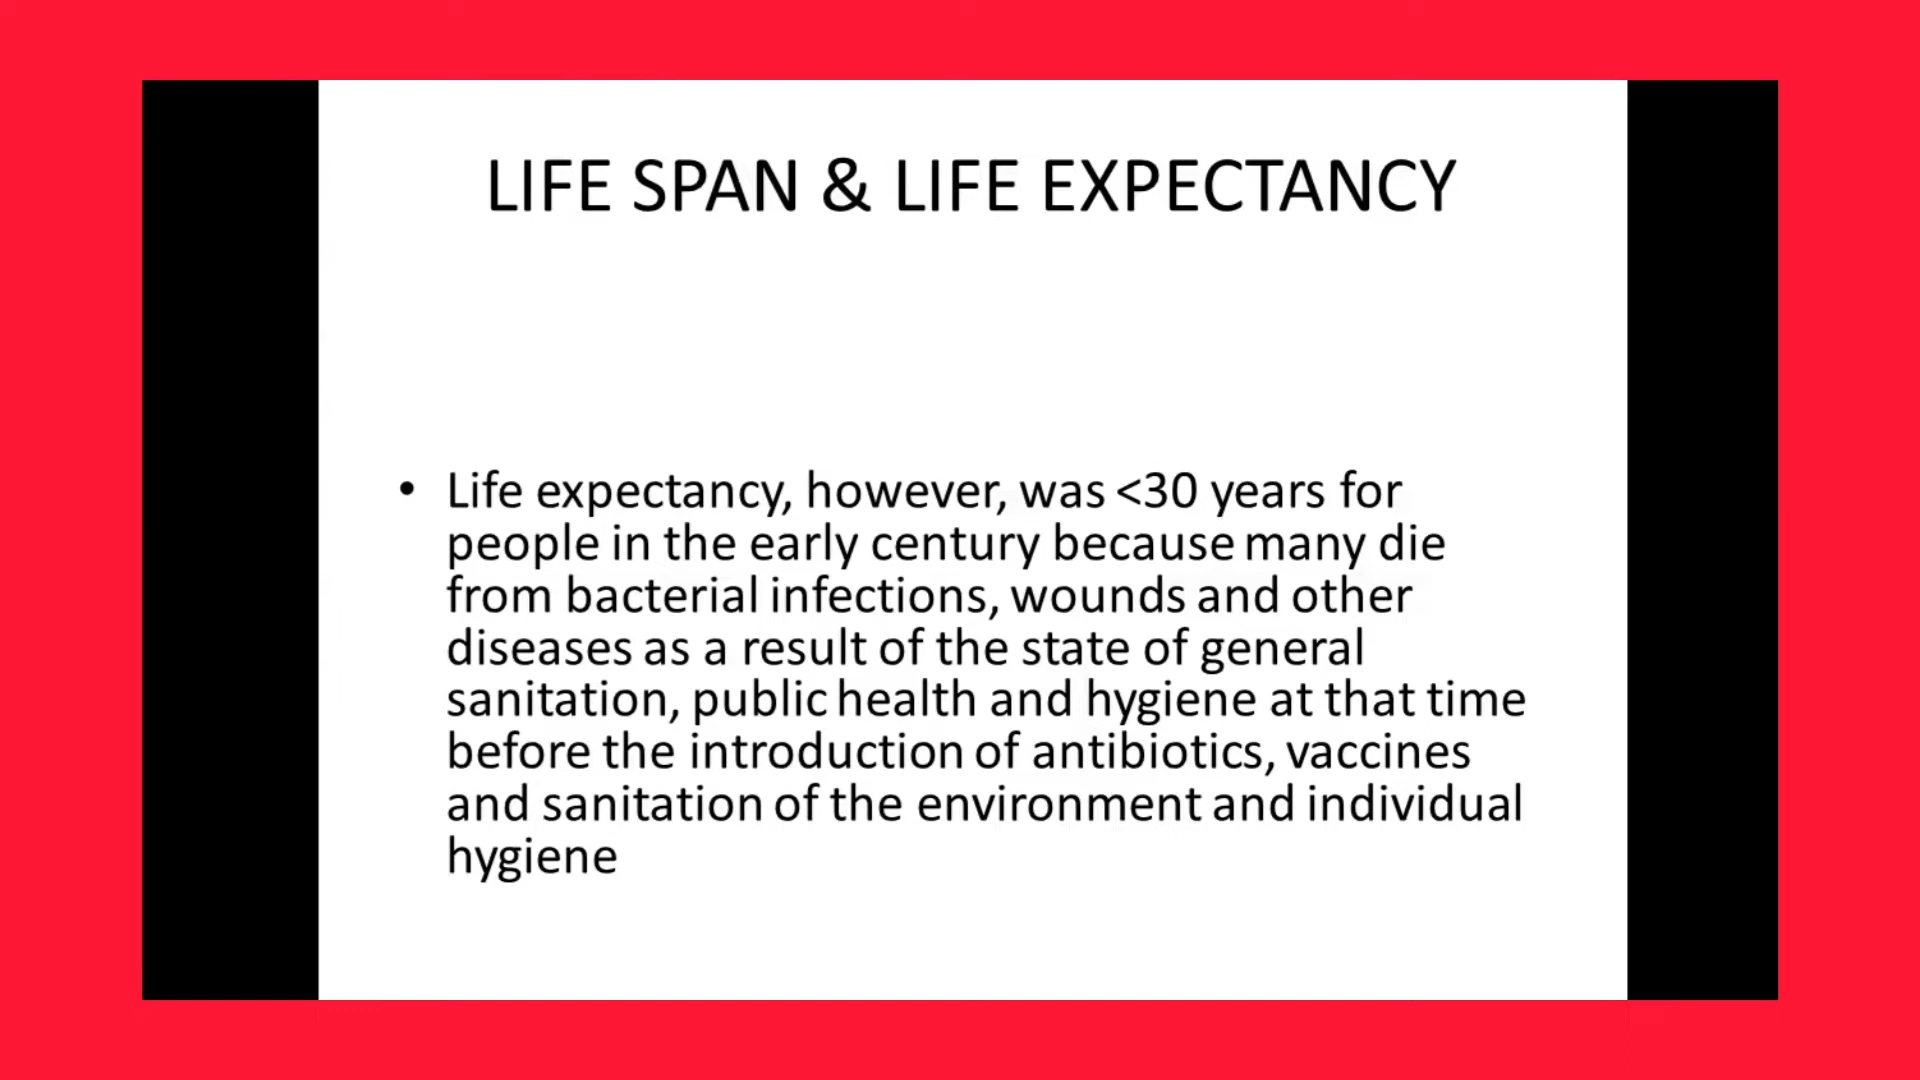 LIFE SPAN & LIFE EXPECTANCY
• Life expectancy, however, was <30 years for
people in the early century because many die
from bacterial infections, wounds and other
diseases as a result of the state of general
sanitation, public health and hygiene at that time
before the introduction of antibiotics, vaccines
and sanitation of the environment and individual
hygiene